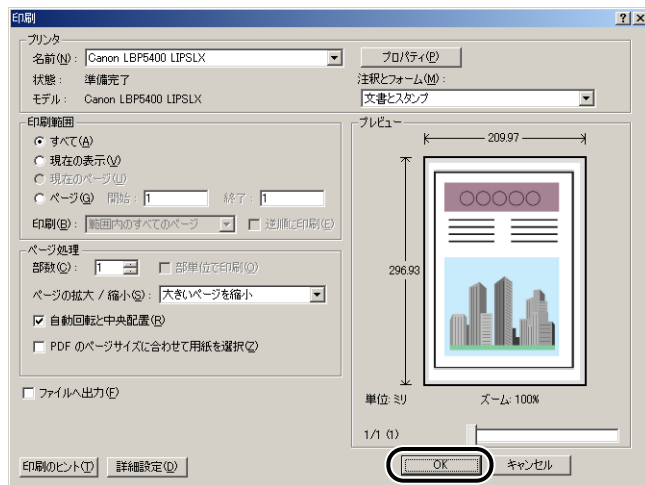 印刷
プリンタ
名前(N): Canon LBP5400 LIPSLX
プロパティ(P)
状態: 準備完了
注釈とフォーム(M):
モデル: Canon LBP5400 LIPSLX
文書とスタンプ
印刷範囲
すべて(A)
現在の表示(V)
現在のページ(U)
ページ(G) 開始: 1 終了: 1
印刷(B): 範囲内のすべてのページ 逆順に印刷(E)
ページ処理
部数(C): 1 部単位で印刷(O)
ページの拡大 / 縮小(S): 大きいページを縮小
自動回転と中央配置(R)
PDF のページサイズに合わせて用紙を選択(Z)
ファイルへ出力(F)
プレビュー
209.97
296.93
単位: ミリ ズーム: 100%
1/1 (1)
印刷のヒント(T) 詳細設定(D) OK キャンセル